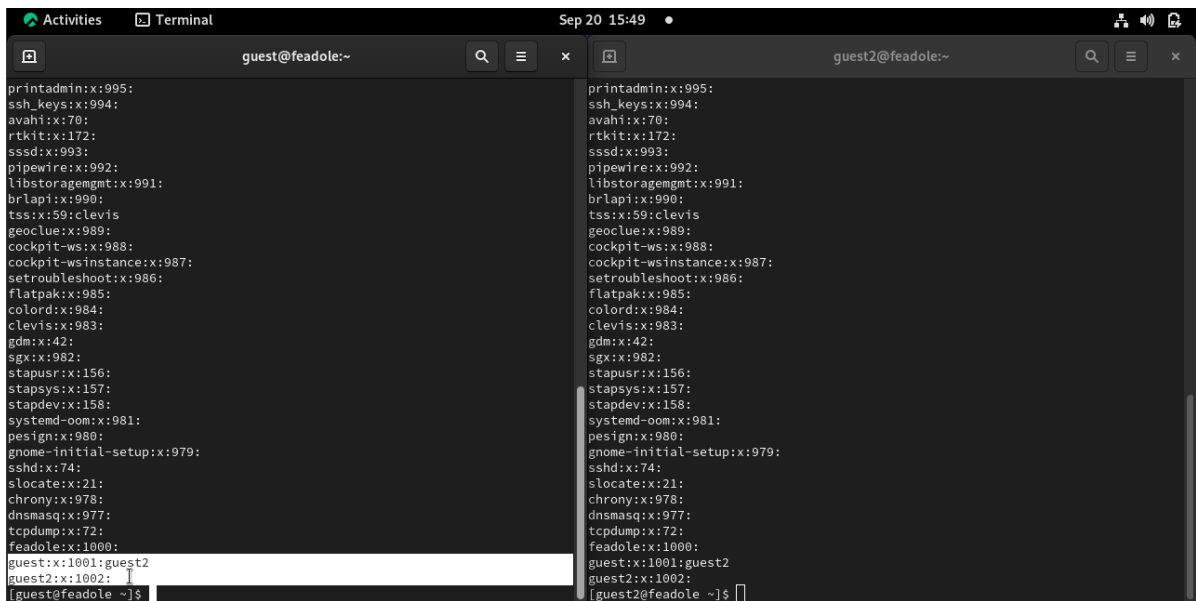 Activities Terminal Sep 20 15:49
guest@feadole:~
printadmin:x:995:
ssh_keys:x:994:
avahi:x:70:
rtkit:x:172:
sssd:x:993:
pipewire:x:992:
libstoragemgmt:x:991:
brlapi:x:990:
tss:x:59:clevis
geoclue:x:989:
cockpit-ws:x:988:
cockpit-wsinstance:x:987:
setroubleshoot:x:986:
flatpak:x:985:
colord:x:984:
clevis:x:983:
gdm:x:42:
sgx:x:982:
stapusr:x:156:
stapsys:x:157:
stapdev:x:158:
systemd-oom:x:981:
pesign:x:980:
gnome-initial-setup:x:979:
sshd:x:74:
slocate:x:21:
chrony:x:978:
dnsmasq:x:977:
tcpdump:x:72:
feadole:x:1000:
guest:x:1001:guest2
guest2:x:1002:
[guest@feadole ~]$
guest2@feadole:~
printadmin:x:995:
ssh_keys:x:994:
avahi:x:70:
rtkit:x:172:
sssd:x:993:
pipewire:x:992:
libstoragemgmt:x:991:
brlapi:x:990:
tss:x:59:clevis
geoclue:x:989:
cockpit-ws:x:988:
cockpit-wsinstance:x:987:
setroubleshoot:x:986:
flatpak:x:985:
colord:x:984:
clevis:x:983:
gdm:x:42:
sgx:x:982:
stapusr:x:156:
stapsys:x:157:
stapdev:x:158:
systemd-oom:x:981:
pesign:x:980:
gnome-initial-setup:x:979:
sshd:x:74:
slocate:x:21:
chrony:x:978:
dnsmasq:x:977:
tcpdump:x:72:
feadole:x:1000:
guest:x:1001:guest2
guest2:x:1002:
[guest2@feadole ~]$